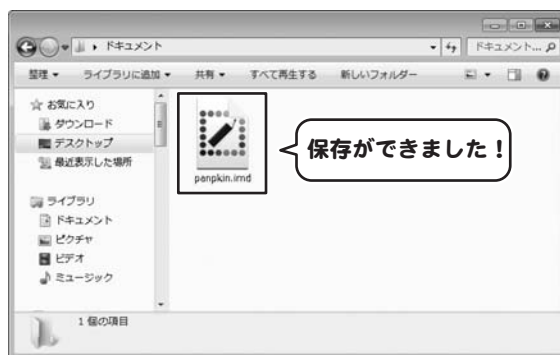 ドキュメント
ドキュメント...
整理
ライブラリに追加
共有
すべて再生する
新しいフォルダー
お気に入り
ダウンロード
デスクトップ
最近表示した場所
ライブラリ
ドキュメント
ピクチャ
ビデオ
ミュージック
panpkin.imd
保存ができました！
1 個の項目